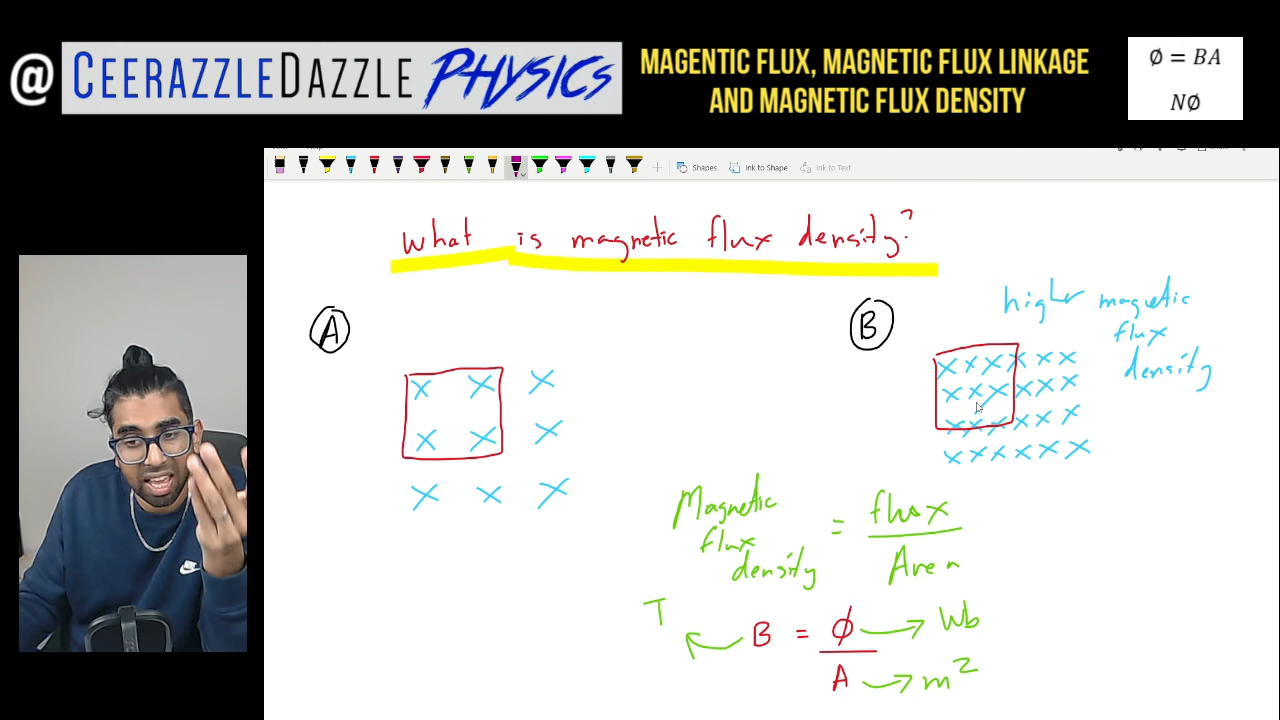 @ CEERAZZLEDAZZLE PHYSICS
MAGENTIC FLUX, MAGNETIC FLUX LINKAGE
AND MAGNETIC FLUX DENSITY
Ø = BA
NØ
Shapes
Ink to Shape
Ink to Text
What is magnetic flux density?
A
B
higher magnetic
flux
density
X X X
X X X
X X X
X X X X X X
X X X X X X
X X X X X X
X X X X X X
Magnetic
flux
density
= flux
Area
T
B = ϕ → Wb
A → m²